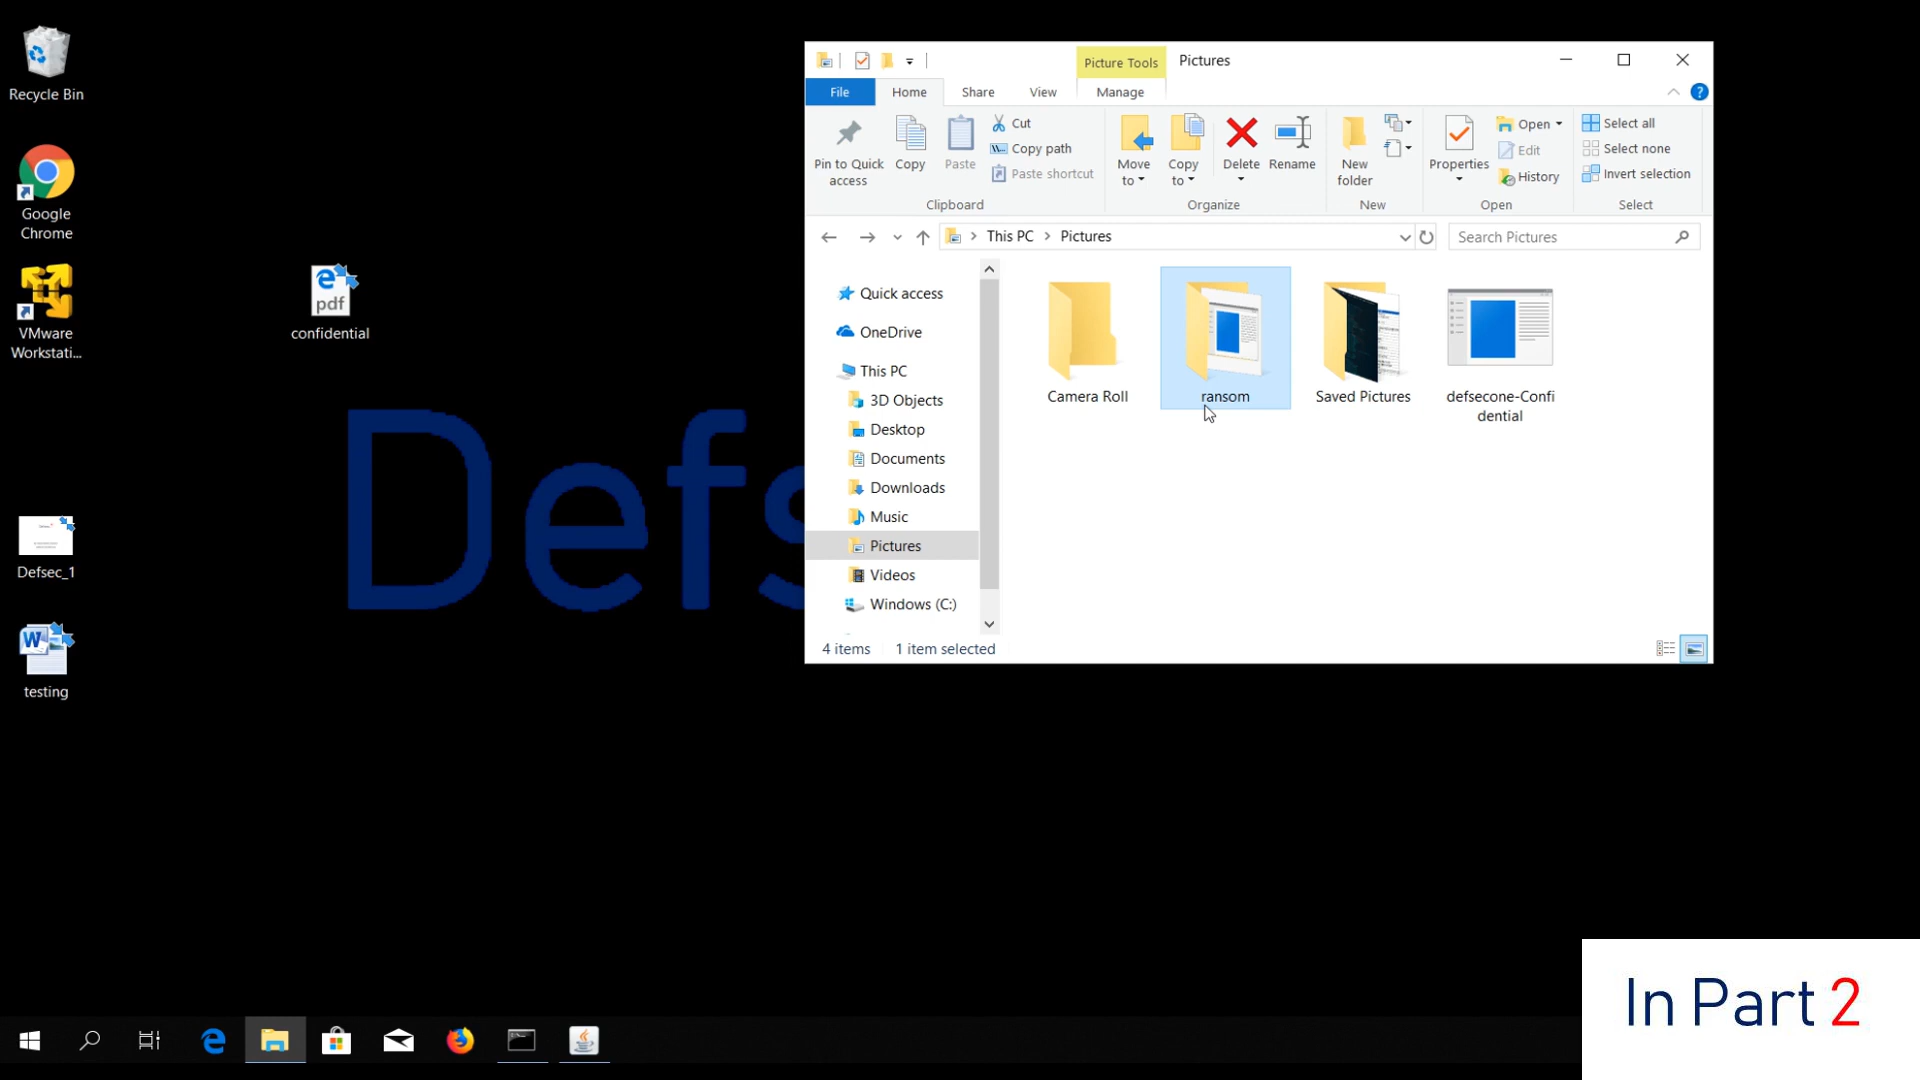 Recycle Bin
Google
Chrome
VMware
Workstati...
pdf
confidential
Defsec_1
testing
Defs
Picture Tools
Pictures
File
Home
Share
View
Manage
Pin to Quick
access
Copy
Paste
Cut
Copy path
Paste shortcut
Clipboard
Move
to
Copy
to
Delete
Rename
Organize
New
folder
New
Properties
Open
Edit
History
Open
Select all
Select none
Invert selection
Select
This PC
Pictures
Search Pictures
Quick access
OneDrive
This PC
3D Objects
Desktop
Documents
Downloads
Music
Pictures
Videos
Windows (C:)
Camera Roll
ransom
Saved Pictures
defsecone-Confi
dential
4 items
1 item selected
In Part 2